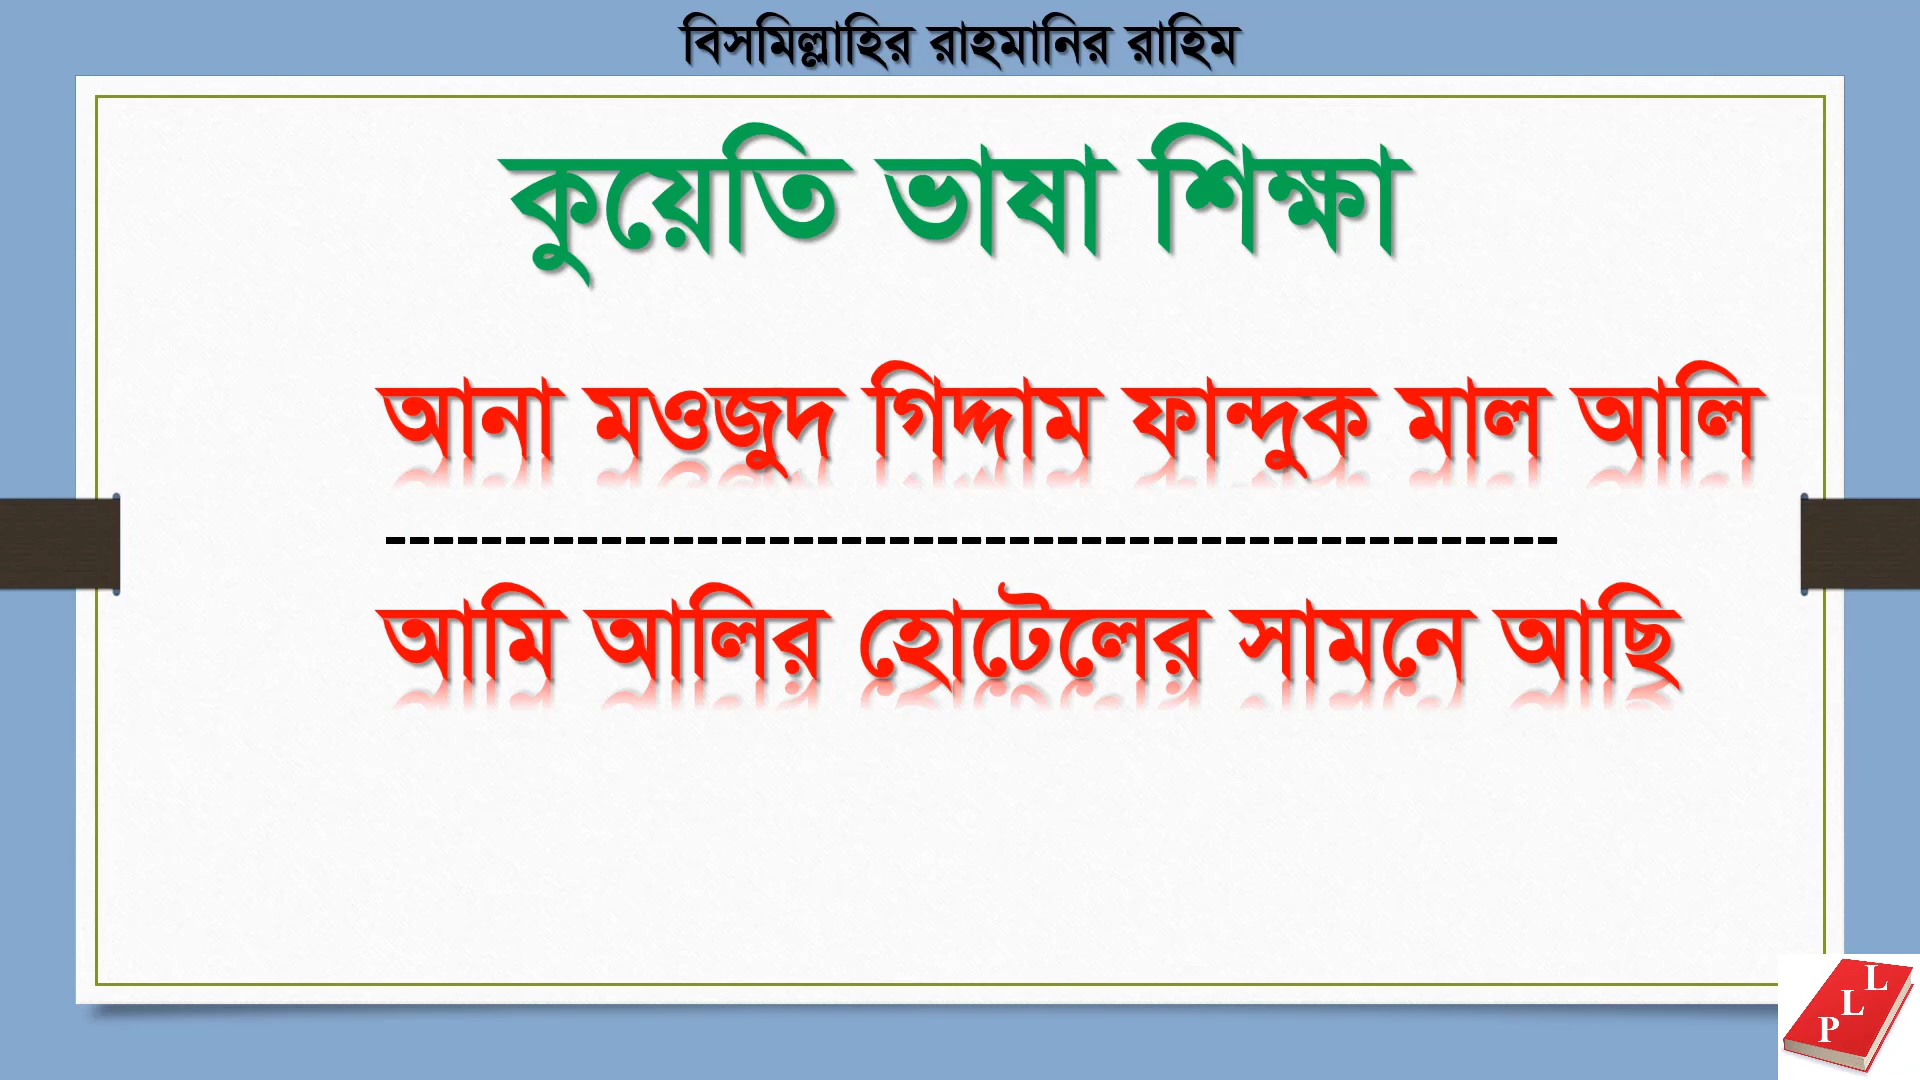 বিসমিল্লাহির রাহমানির রাহিম
কুয়েতি ভাষা শিক্ষা
আনা মওজুদ গিদ্দাম ফান্দুক মাল আলি
-------------------------------------------------
আমি আলির হোটেলের সামনে আছি
L
L
P